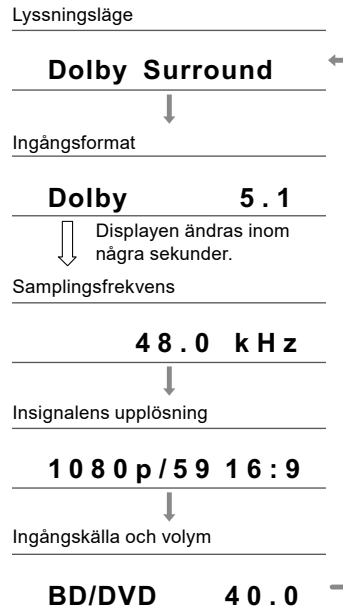 Lyssningsläge
Dolby Surround
Ingångsformat
Dolby 5.1
Displayen ändras inom
några sekunder.
Samplingsfrekvens
48.0 kHz
Insignalens upplösning
1080p/59 16:9
Ingångskälla och volym
BD/DVD 40.0